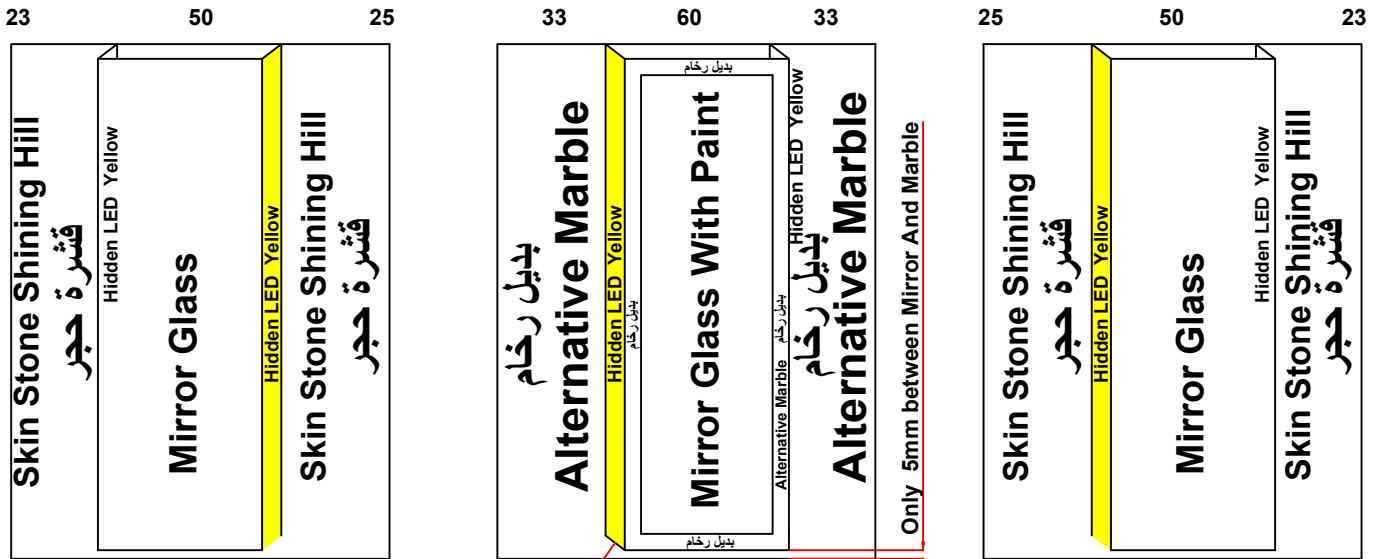 23 50 25
33 60 33
25 50 23
Skin Stone Shining Hill
قشرة حجر
Hidden LED Yellow
Mirror Glass
Hidden LED Yellow
Skin Stone Shining Hill
قشرة حجر
بديل رخام
Alternative Marble
Hidden LED Yellow
بديل رخام
بديل رخام
Mirror Glass With Paint
بديل رخام
Alternative Marble بديل رخام
Hidden LED Yellow
بديل رخام
Alternative Marble
Only 5mm between Mirror And Marble
Skin Stone Shining Hill
قشرة حجر
Hidden LED Yellow
Mirror Glass
Hidden LED Yellow
Skin Stone Shining Hill
قشرة حجر